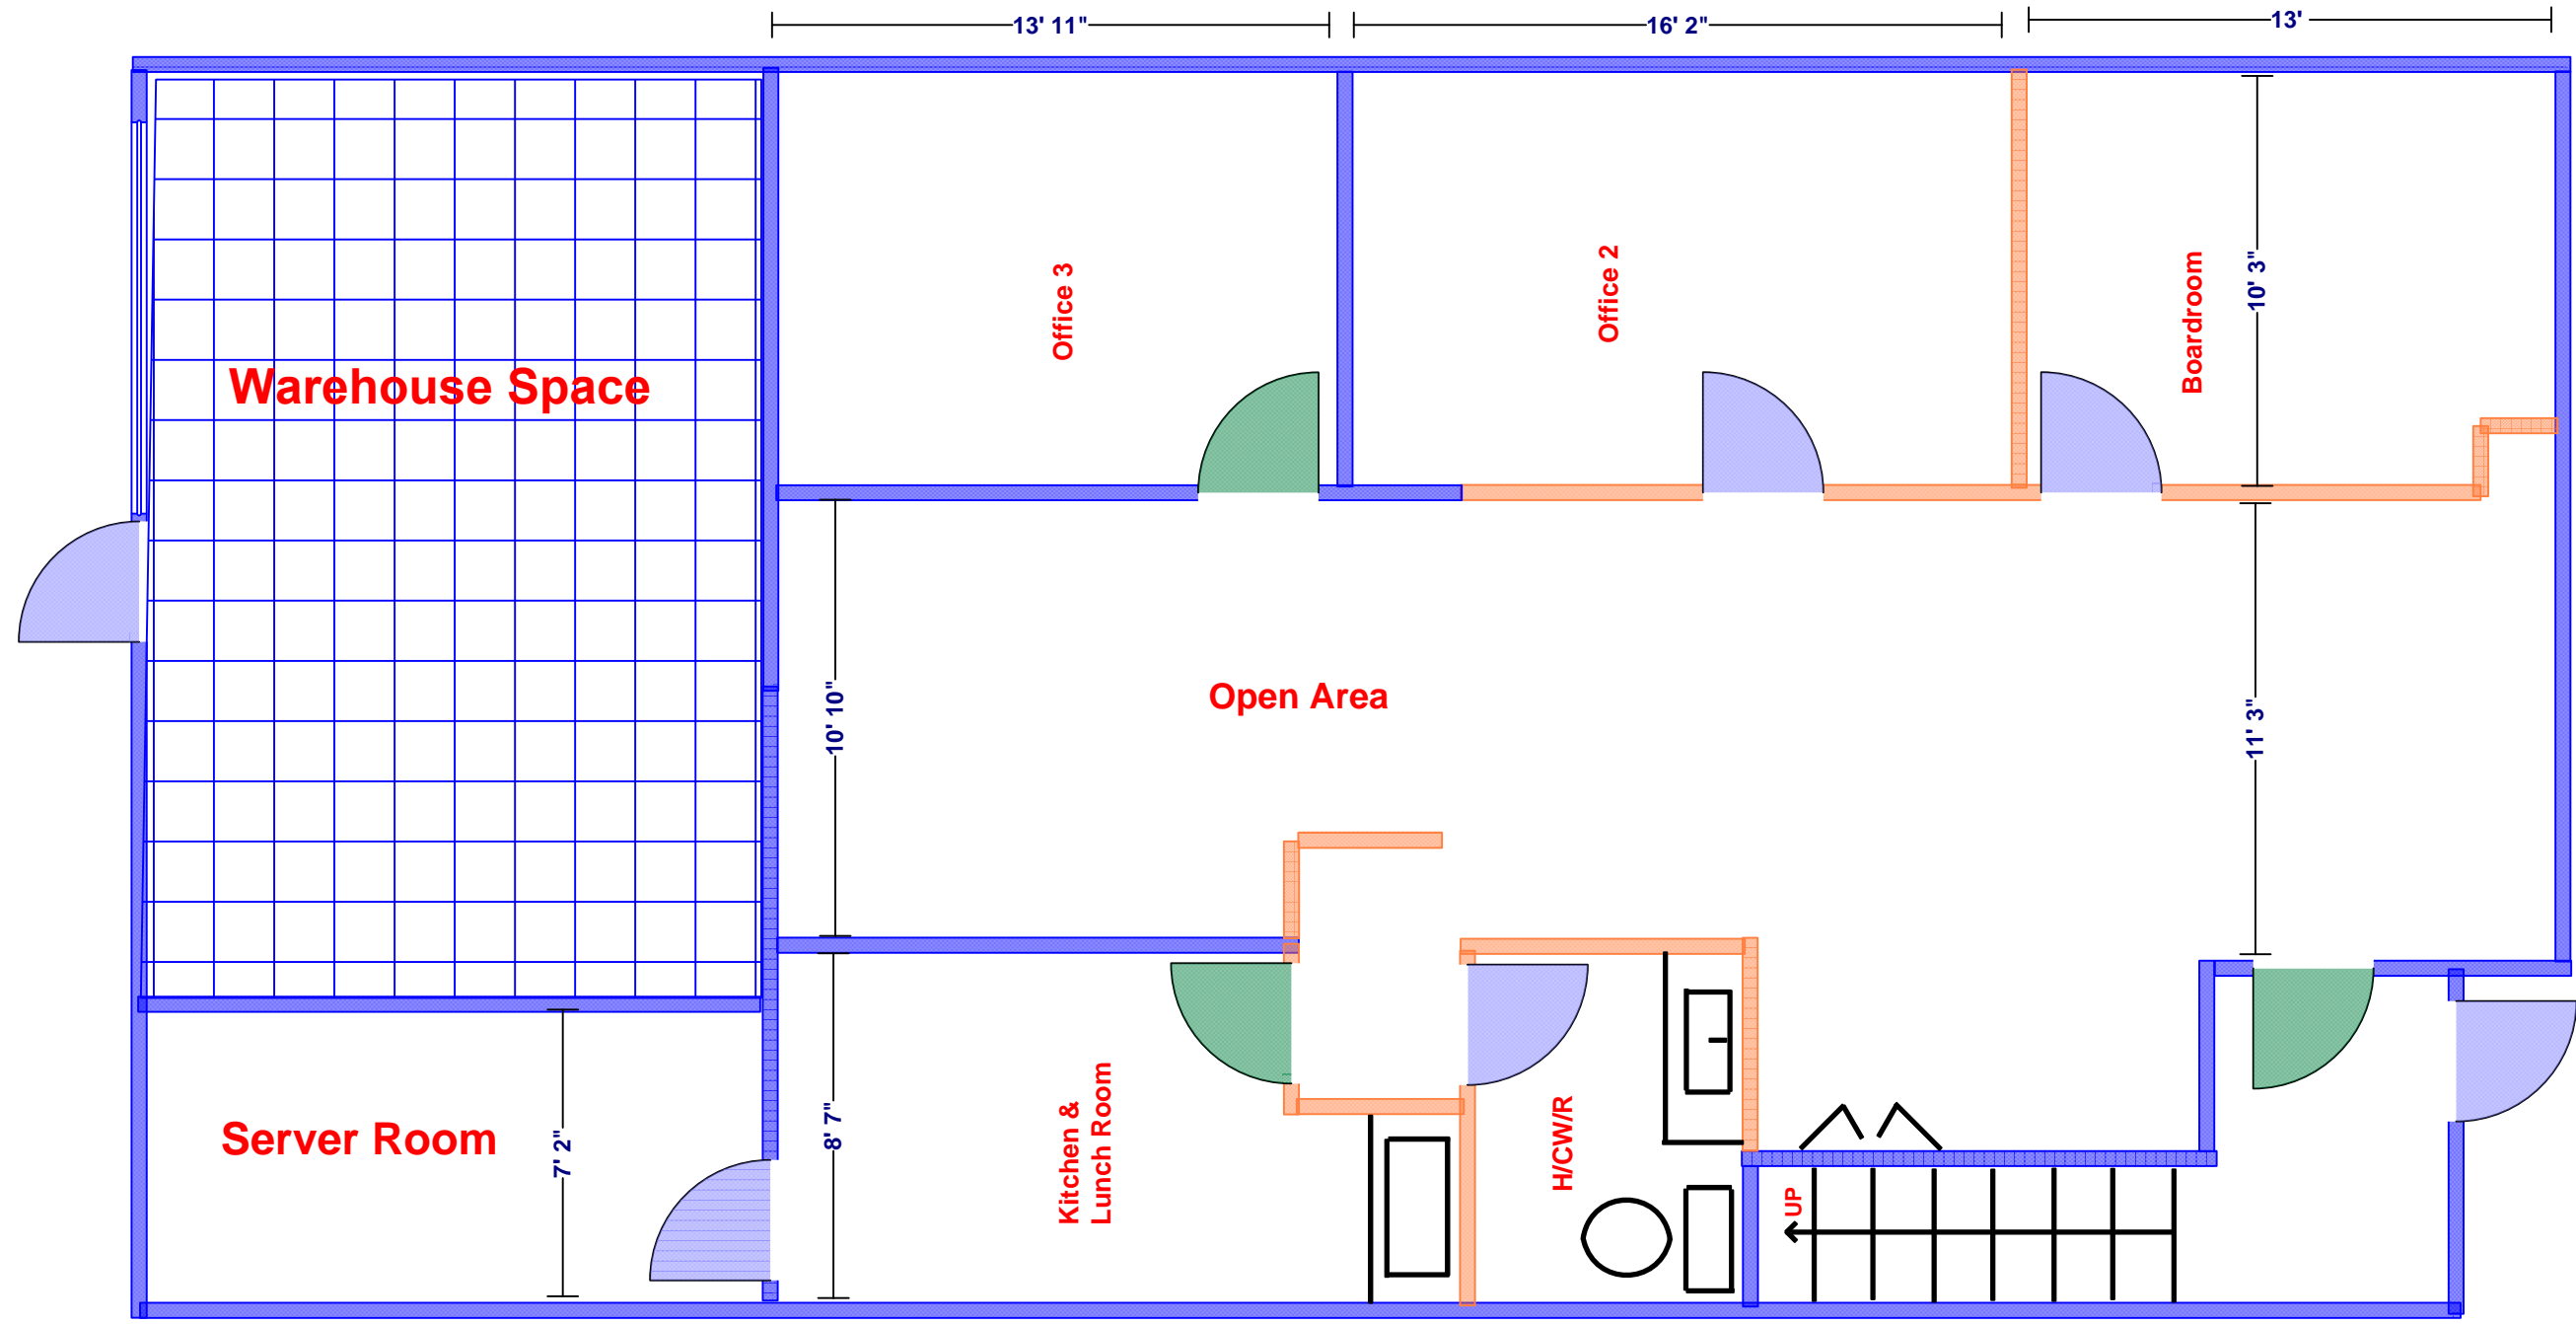 13' 11"
16' 2"
13'
Office 3
Office 2
Boardroom
10' 3"
Warehouse Space
Open Area
10' 10"
11' 3"
Server Room
7' 2"
8' 7"
Kitchen &
Lunch Room
H/CW/R
UP